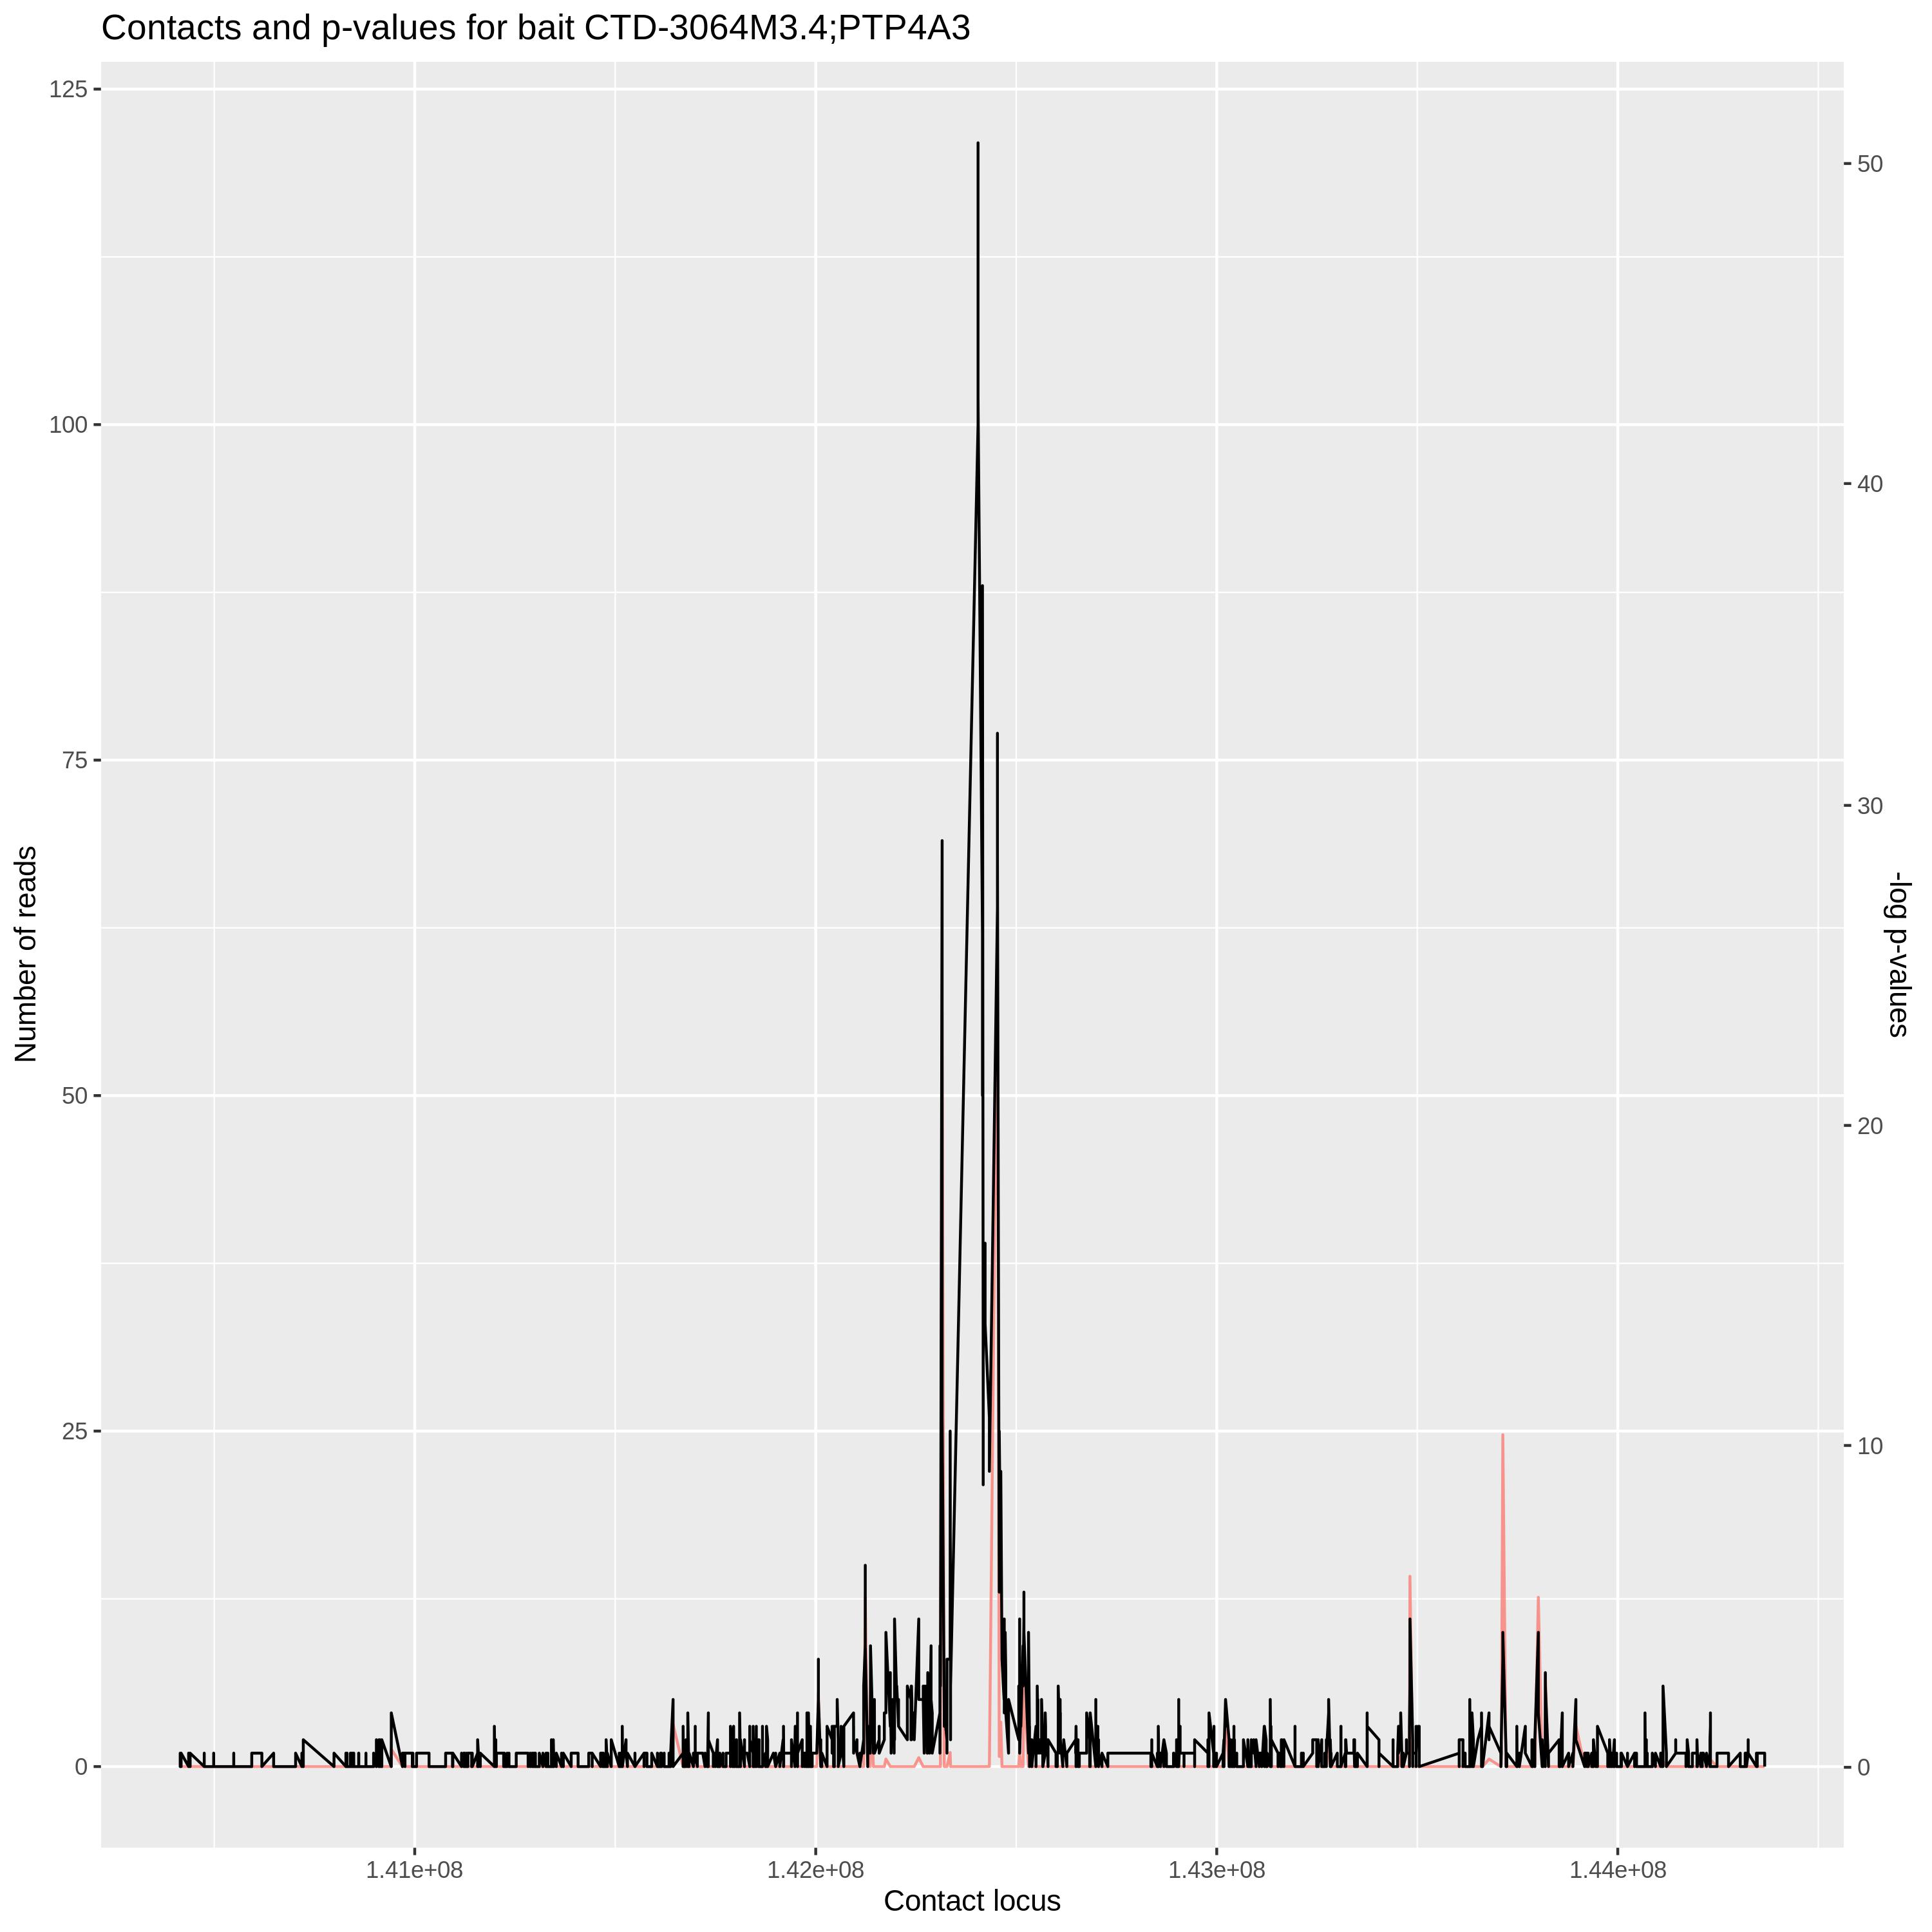 Contacts and p-values for bait CTD-3064M3.4;PTP4A3
125
100
75
50
25
0
Number of reads
50
40
30
20
10
0
-log p-values
1.41e+08
1.42e+08
1.43e+08
1.44e+08
Contact locus